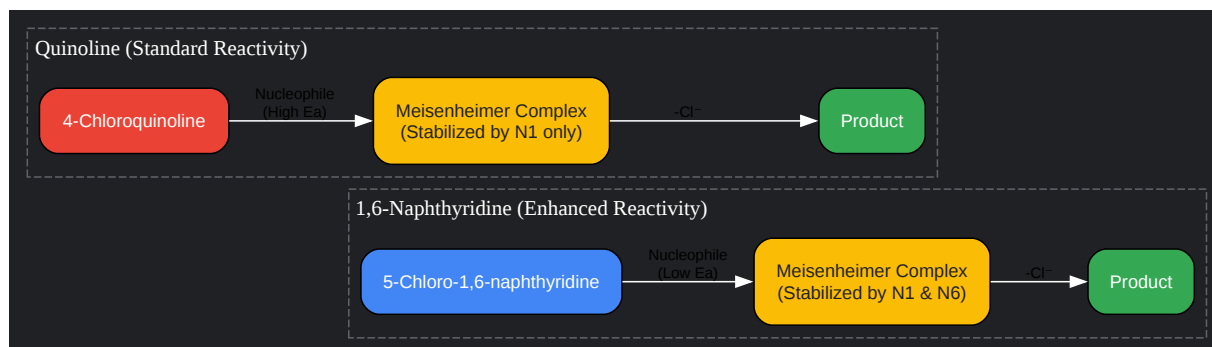 Quinoline (Standard Reactivity)
4-Chloroquinoline
Nucleophile
(High Ea)
Meisenheimer Complex
(Stabilized by N1 only)
-Cl⁻
Product
1,6-Naphthyridine (Enhanced Reactivity)
5-Chloro-1,6-naphthyridine
Nucleophile
(Low Ea)
Meisenheimer Complex
(Stabilized by N1 & N6)
-Cl⁻
Product